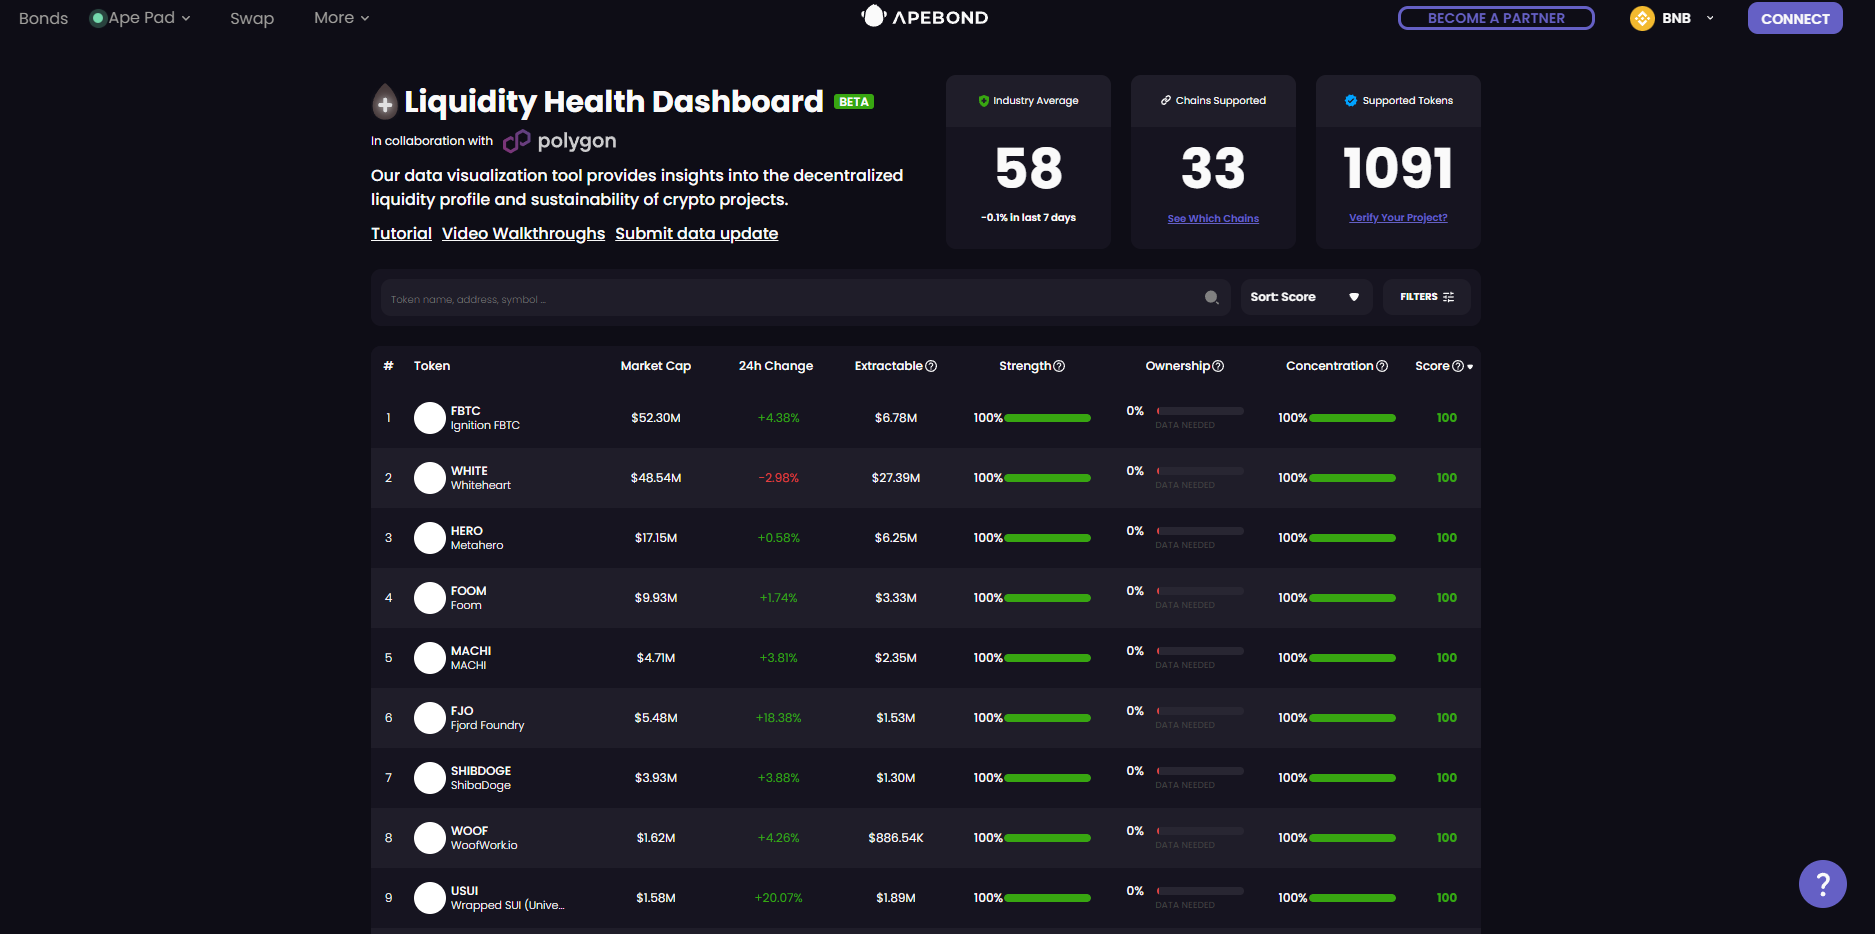 Bonds Ape Pad Swap More APEBOND BECOME A PARTNER BNB CONNECT
Liquidity Health Dashboard BETA
In collaboration with polygon
Our data visualization tool provides insights into the decentralized
liquidity profile and sustainability of crypto projects.
Tutorial Video Walkthroughs Submit data update
Industry Average
58
-0.1% in last 7 days
Chains Supported
33
See Which Chains
Supported Tokens
1091
Verify Your Project?
Token name, address, symbol ...
Sort: Score
FILTERS
# Token Market Cap 24h Change Extractable Strength Ownership Concentration Score
1 FBTC $52.30M +4.38% $6.78M 100% 0% 100% 100
Ignition FBTC DATA NEEDED
2 WHITE $48.54M -2.98% $27.39M 100% 0% 100% 100
Whiteheart DATA NEEDED
3 HERO $17.15M +0.58% $6.25M 100% 0% 100% 100
Metahero DATA NEEDED
4 FOOM $9.93M +1.74% $3.33M 100% 0% 100% 100
Foom DATA NEEDED
5 MACHI $4.71M +3.81% $2.35M 100% 0% 100% 100
MACHI DATA NEEDED
6 FJO $5.48M +18.38% $1.53M 100% 0% 100% 100
Fjord Foundry DATA NEEDED
7 SHIBDOGE $3.93M +3.88% $1.30M 100% 0% 100% 100
ShibaDoge DATA NEEDED
8 WOOF $1.62M +4.26% $886.54K 100% 0% 100% 100
WoofWork.io DATA NEEDED
9 USUI $1.58M +20.07% $1.89M 100% 0% 100% 100
Wrapped SUI (Unive... DATA NEEDED
?